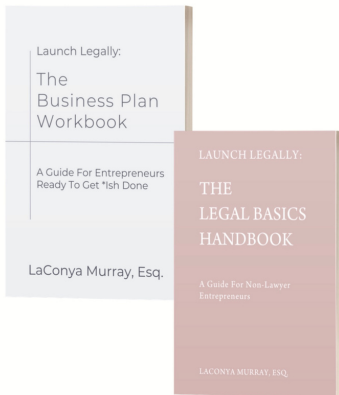 Launch Legally:
The
Business Plan
Workbook
A Guide For Entrepreneurs
Ready To Get *Ish Done
LaConya Murray, Esq.
LAUNCH LEGALLY:
THE
LEGAL BASICS
HANDBOOK
A Guide For Non-Lawyer
Entrepreneurs
LACONYA MURRAY, ESQ.